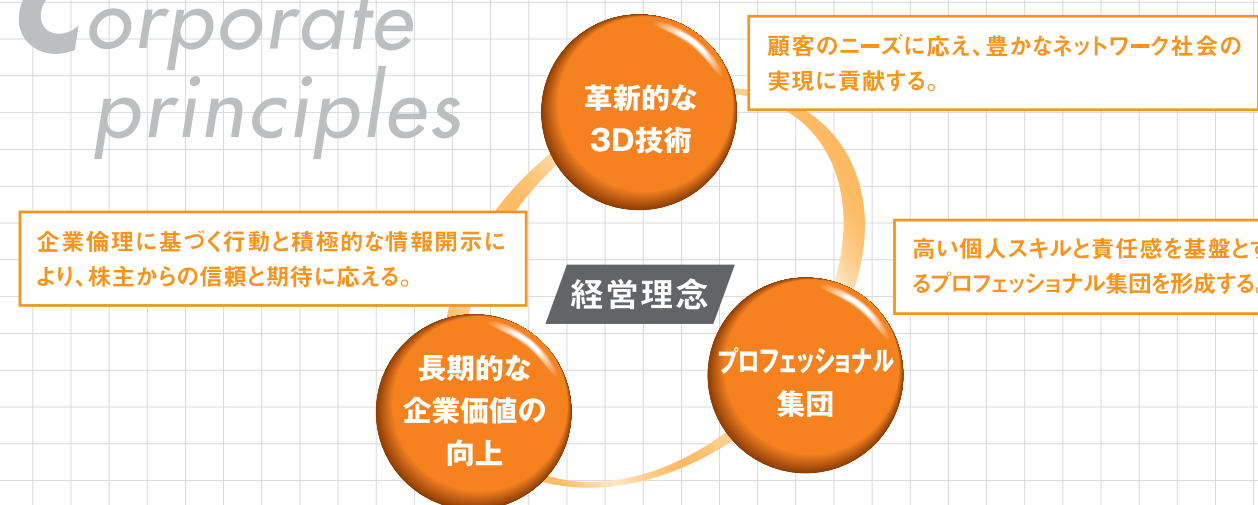 Corporate
principles
革新的な
3D技術
顧客のニーズに応え、豊かなネットワーク社会の
実現に貢献する。
企業倫理に基づく行動と積極的な情報開示に
より、株主からの信頼と期待に応える。
高い個人スキルと責任感を基盤とす
るプロフェッショナル集団を形成する。
経営理念
長期的な
企業価値の
向上
プロフェッショナル
集団